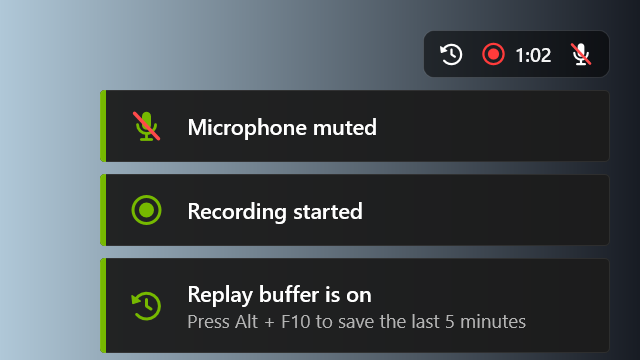 1:02
Microphone muted
Recording started
Replay buffer is on
Press Alt + F10 to save the last 5 minutes